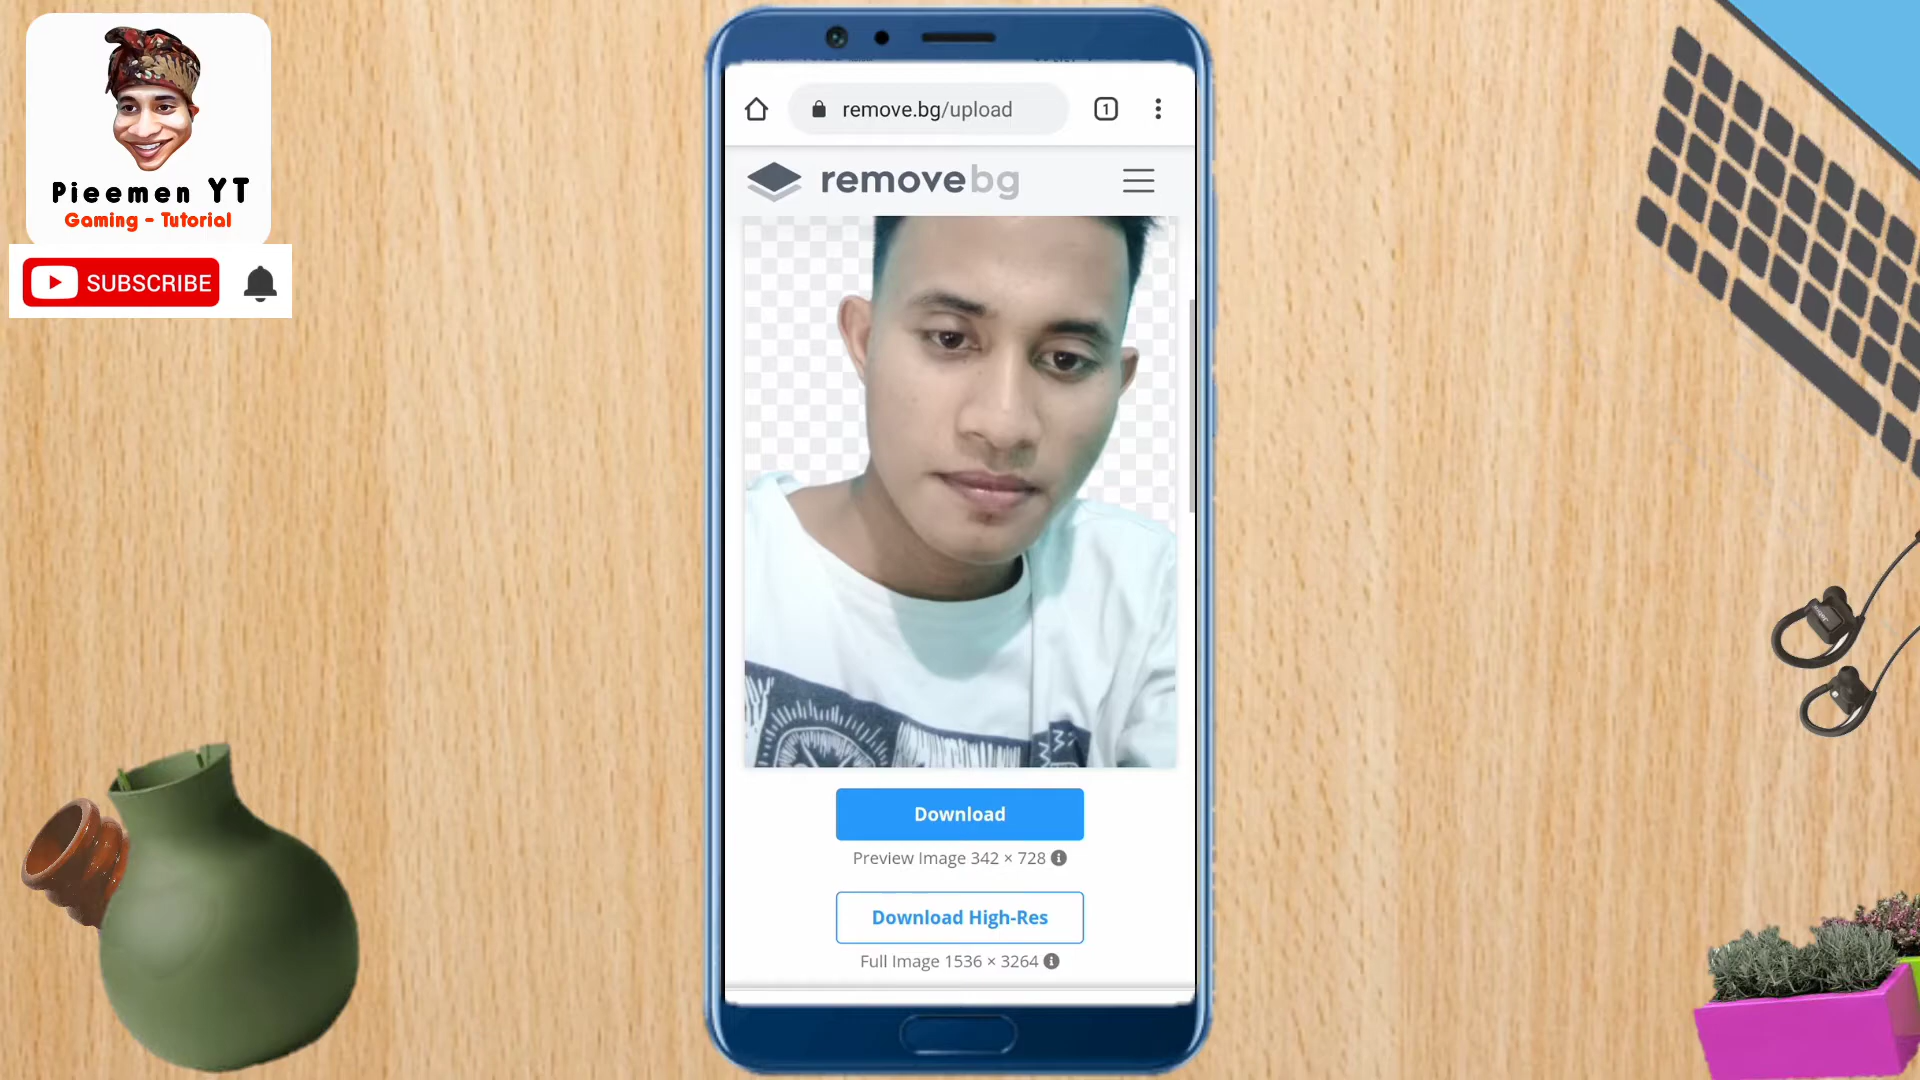 Pieemen YT
Gaming - Tutorial
SUBSCRIBE
remove.bg/upload
1
removebg
Download
Preview Image 342 × 728
Download High-Res
Full Image 1536 × 3264